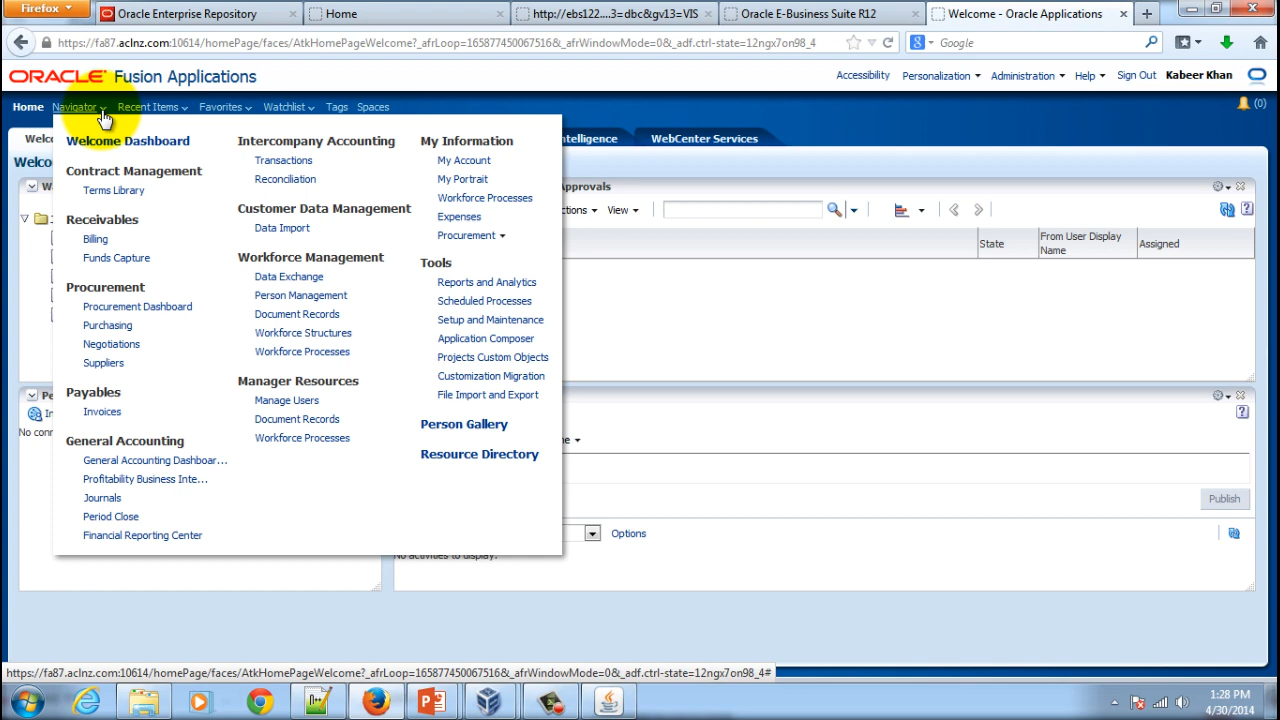 Firefox
Oracle Enterprise Repository
Home
http://ebs122....3=dbc&gv13=VIS
Oracle E-Business Suite R12
Welcome - Oracle Applications
https://fa87.aclnz.com:10614/homePage/faces/AtkHomePageWelcome?_afrLoop=165877450067516&_afrWindowMode=0&_adf.ctrl-state=12ngx7on98_4
Google
ORACLE Fusion Applications
Accessibility Personalization Administration Help Sign Out Kabeer Khan
Home Navigator Recent Items Favorites Watchlist Tags Spaces
(0)
Welc
ntelligence
WebCenter Services
Welco
Welcome Dashboard
Contract Management
Terms Library
Receivables
Billing
Funds Capture
Procurement
Procurement Dashboard
Purchasing
Negotiations
Suppliers
Payables
Invoices
General Accounting
General Accounting Dashboar...
Profitability Business Inte...
Journals
Period Close
Financial Reporting Center
Intercompany Accounting
Transactions
Reconciliation
Customer Data Management
Data Import
Workforce Management
Data Exchange
Person Management
Document Records
Workforce Structures
Workforce Processes
Manager Resources
Manage Users
Document Records
Workforce Processes
My Information
My Account
My Portrait
Workforce Processes
Expenses
Procurement
Tools
Reports and Analytics
Scheduled Processes
Setup and Maintenance
Application Composer
Projects Custom Objects
Customization Migration
File Import and Export
Person Gallery
Resource Directory
W
Approvals
ctions View
State
From User Display Name
Assigned
Pe
In
No conn
me
Publish
Options
No activities to display.
https://fa87.aclnz.com:10614/homePage/faces/AtkHomePageWelcome?_afrLoop=165877450067516&_afrWindowMode=0&_adf.ctrl-state=12ngx7on98_4#
1:28 PM
4/30/2014